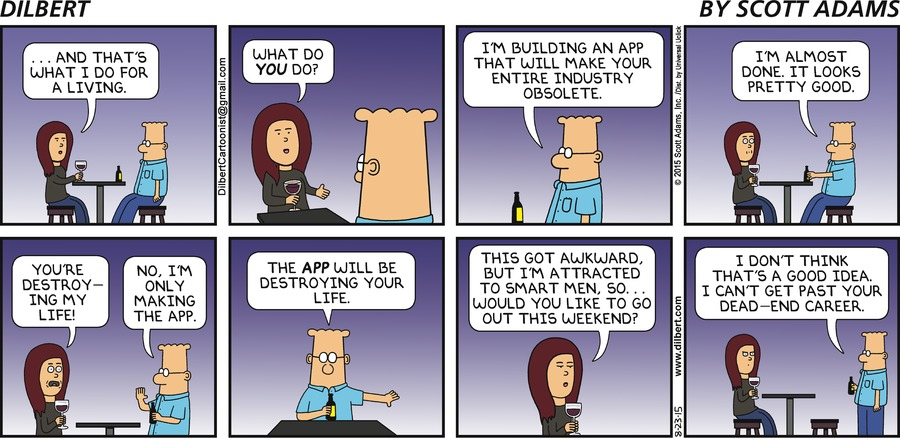 DILBERT
BY SCOTT ADAMS
. . . AND THAT'S
WHAT I DO FOR
A LIVING.
DilbertCartoonist@gmail.com
WHAT DO
YOU DO?
I'M BUILDING AN APP
THAT WILL MAKE YOUR
ENTIRE INDUSTRY
OBSOLETE.
© 2015 Scott Adams, Inc. /Dist. by Universal Uclick
I'M ALMOST
DONE. IT LOOKS
PRETTY GOOD.
YOU'RE
DESTROY—
ING MY
LIFE!
NO, I'M
ONLY
MAKING
THE APP.
THE APP WILL BE
DESTROYING YOUR
LIFE.
THIS GOT AWKWARD,
BUT I'M ATTRACTED
TO SMART MEN, SO. . .
WOULD YOU LIKE TO GO
OUT THIS WEEKEND?
8-23-15
www.dilbert.com
I DON'T THINK
THAT'S A GOOD IDEA.
I CAN'T GET PAST YOUR
DEAD—END CAREER.